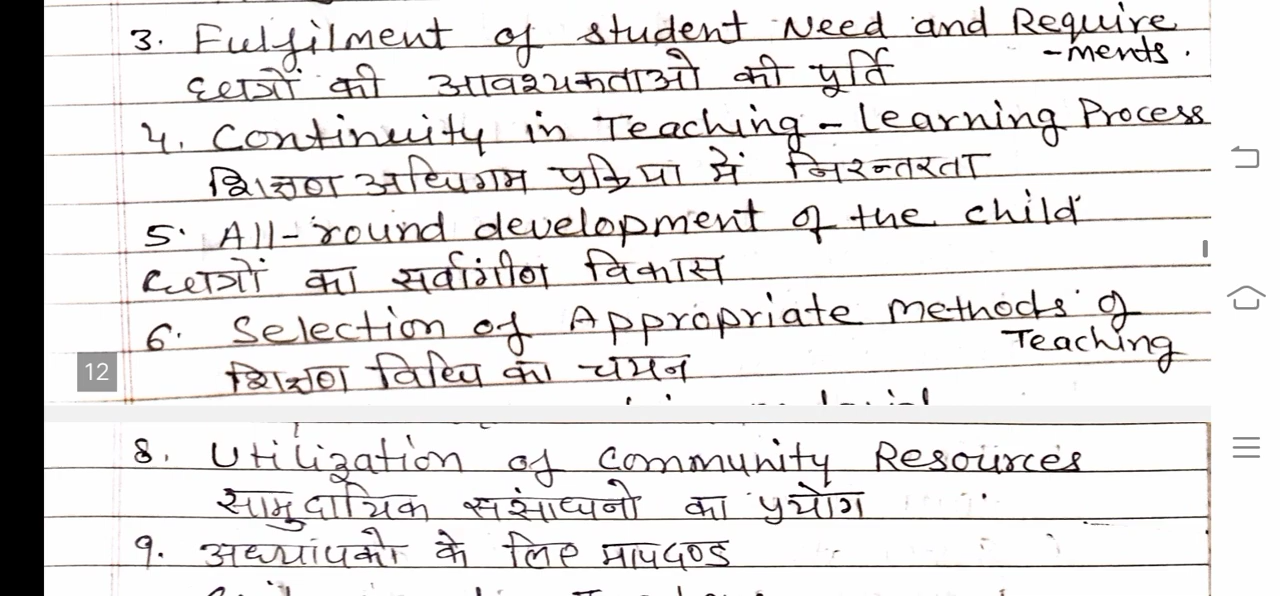 3. Fulfilment of student Need and Require
-ments.
छात्रों की आवश्यकताओ की पूर्ति
4. Continuity in Teaching - learning Process
शिक्षण अधिगम प्रक्रिया में निरन्तरता
5. All-round development of the child
छात्रों का सर्वांगीण विकास
6. Selection of Appropriate methods of
Teaching
शिक्षण विधि का चयन
12
8. Utilization of Community Resources
सामुदायिक संसाधनो का प्रयोग
9. अध्यापको के लिए मापदण्ड